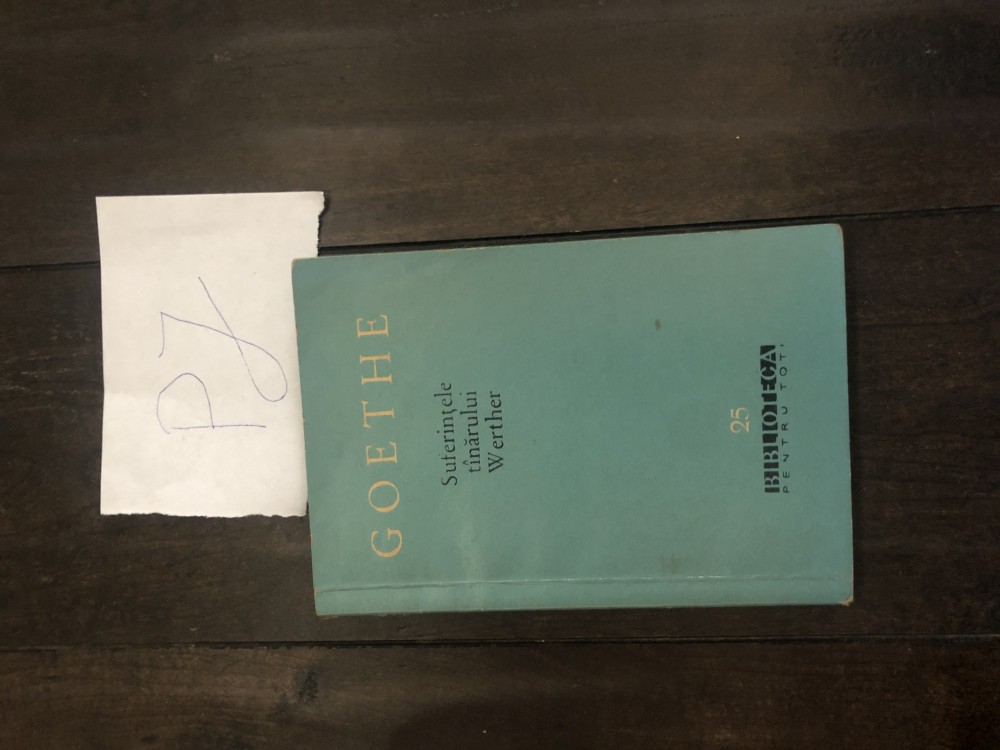 PJ
GOETHE
Suferințele
tînărului
Werther
25
BIBLIOTECA
PENTRU TOȚI